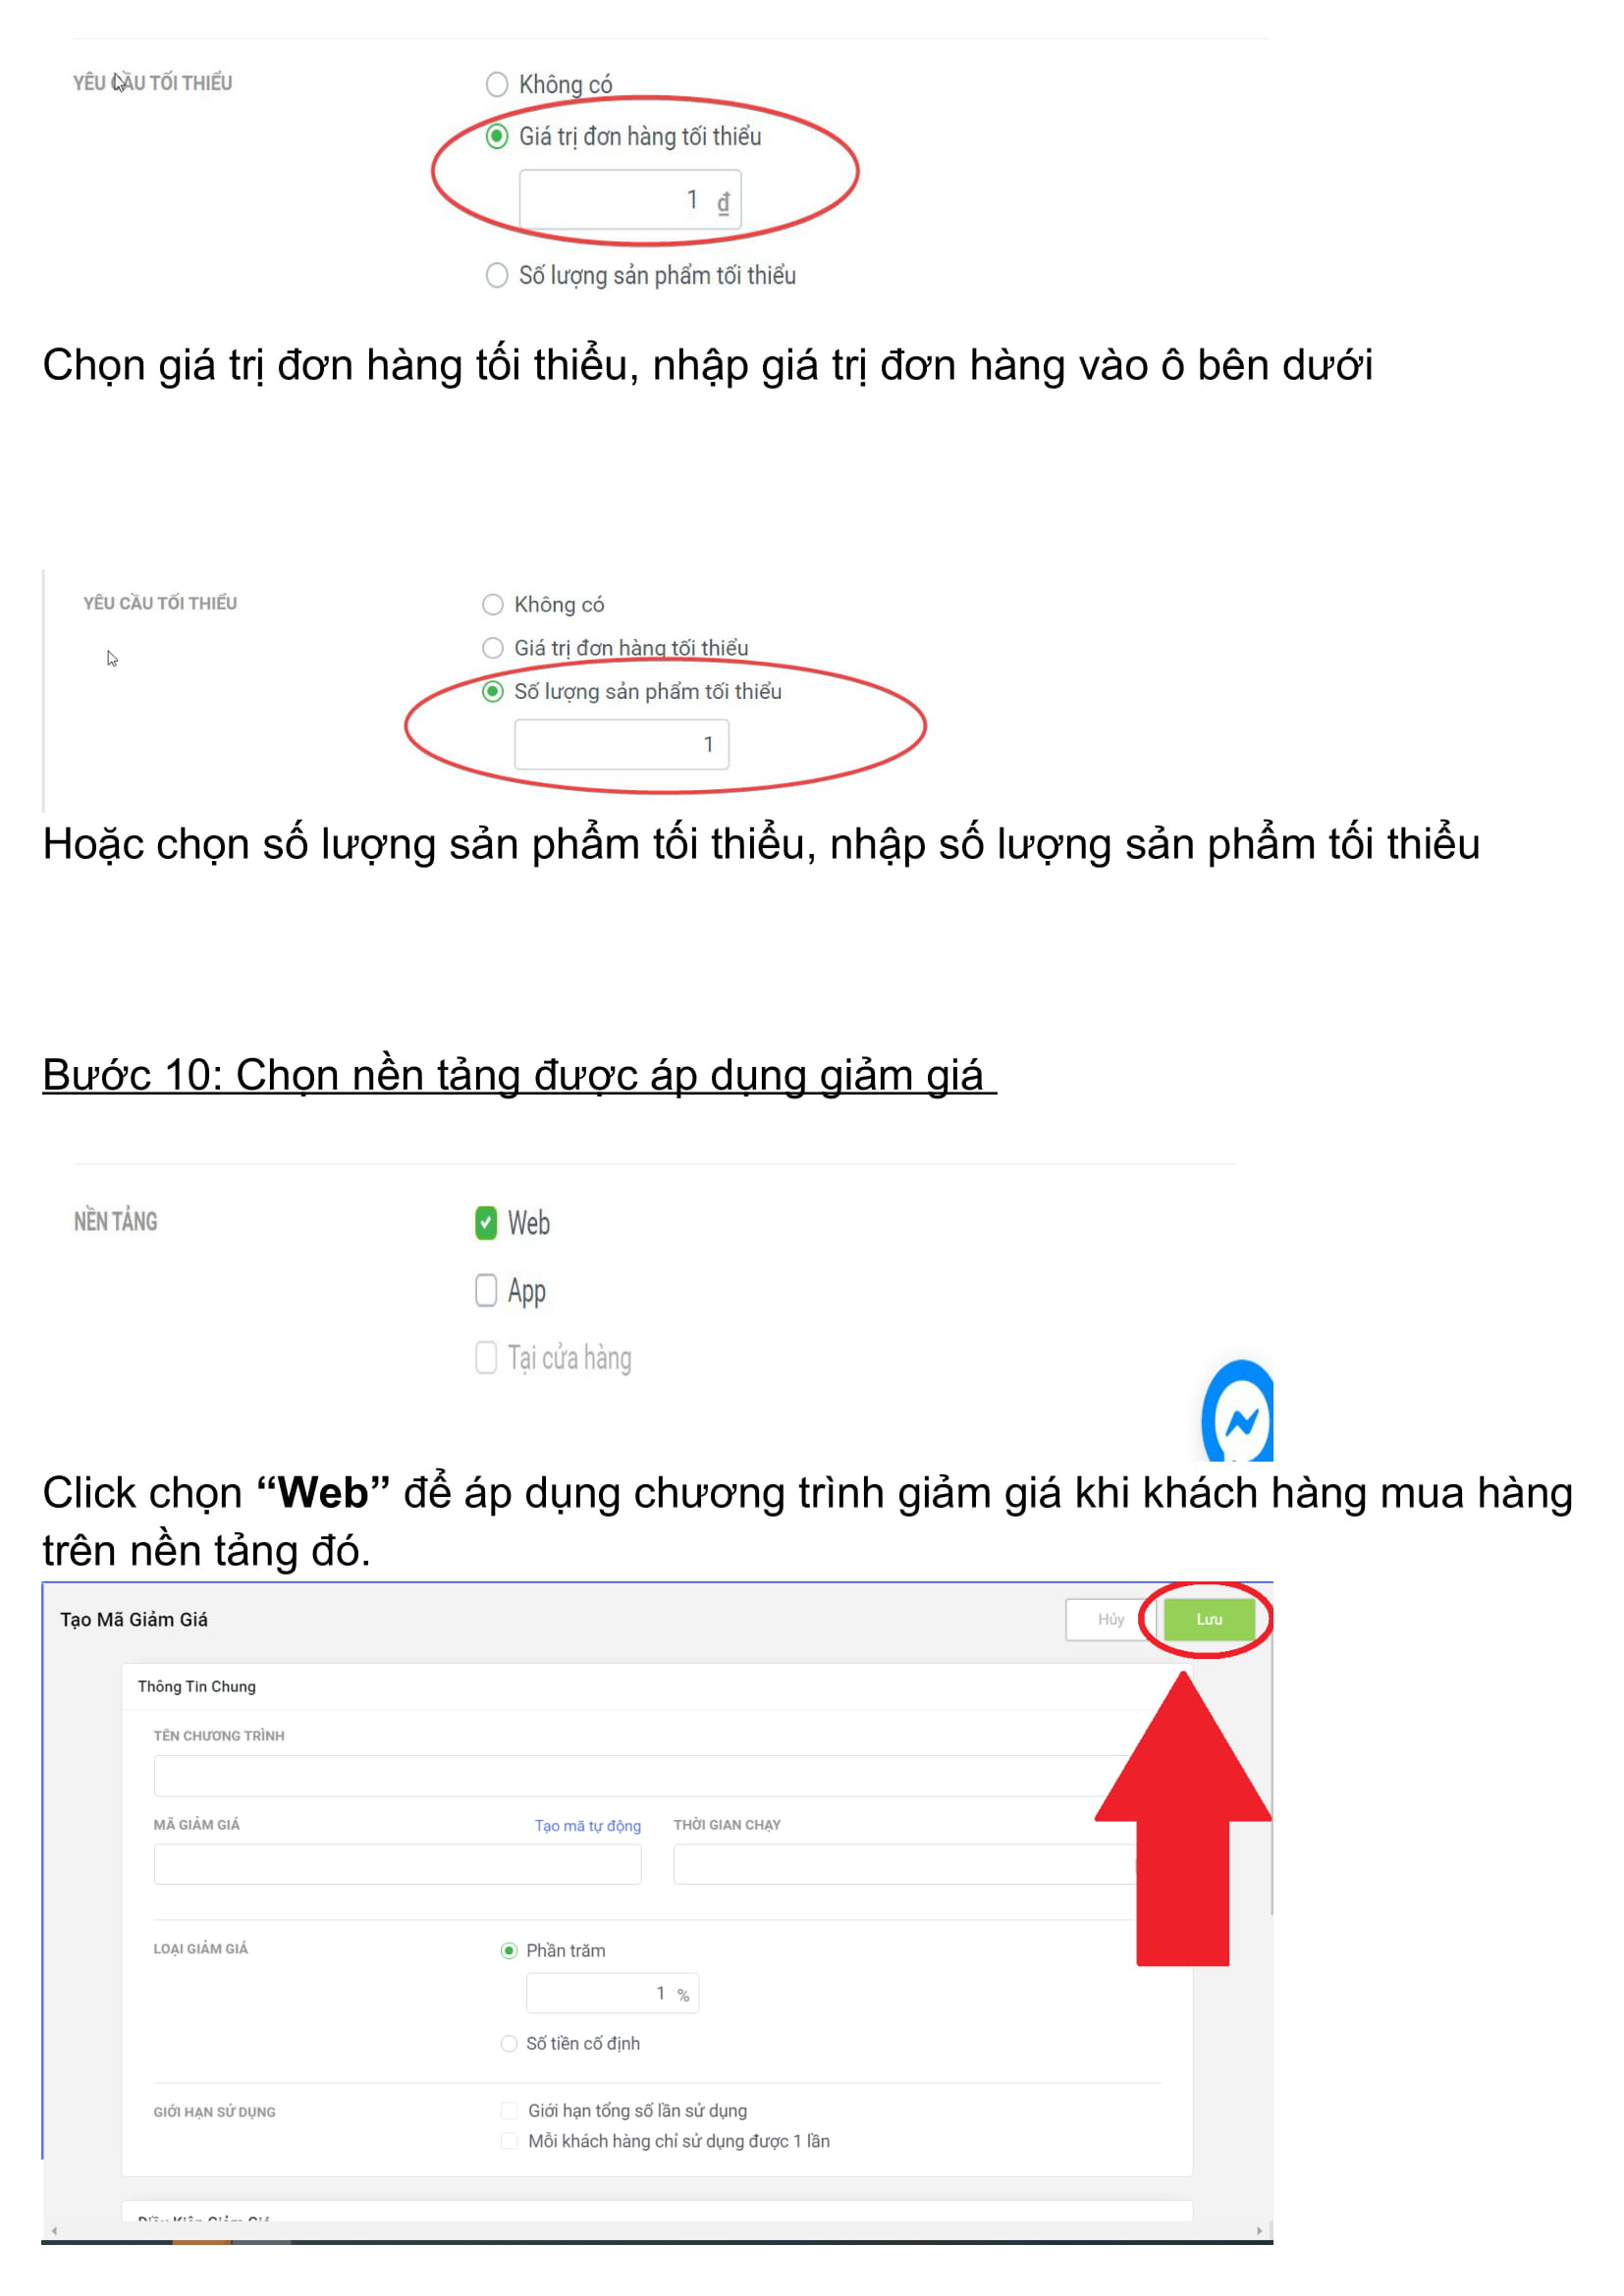 YÊU CẦU TỐI THIỂU
Không có
Giá trị đơn hàng tối thiểu
1 đ
Số lượng sản phẩm tối thiểu
Chọn giá trị đơn hàng tối thiểu, nhập giá trị đơn hàng vào ô bên dưới
YÊU CẦU TỐI THIỂU
Không có
Giá trị đơn hàng tối thiểu
Số lượng sản phẩm tối thiểu
1
Hoặc chọn số lượng sản phẩm tối thiểu, nhập số lượng sản phẩm tối thiểu
Bước 10: Chọn nền tảng được áp dụng giảm giá
NỀN TẢNG
Web
App
Tại cửa hàng
Click chọn “Web” để áp dụng chương trình giảm giá khi khách hàng mua hàng
trên nền tảng đó.
Tạo Mã Giảm Giá
Hủy
Lưu
Thông Tin Chung
TÊN CHƯƠNG TRÌNH
MÃ GIẢM GIÁ
Tạo mã tự động
THỜI GIAN CHẠY
LOẠI GIẢM GIÁ
Phần trăm
1 %
Số tiền cố định
GIỚI HẠN SỬ DỤNG
Giới hạn tổng số lần sử dụng
Mỗi khách hàng chỉ sử dụng được 1 lần
Điều Kiện Giảm Giá